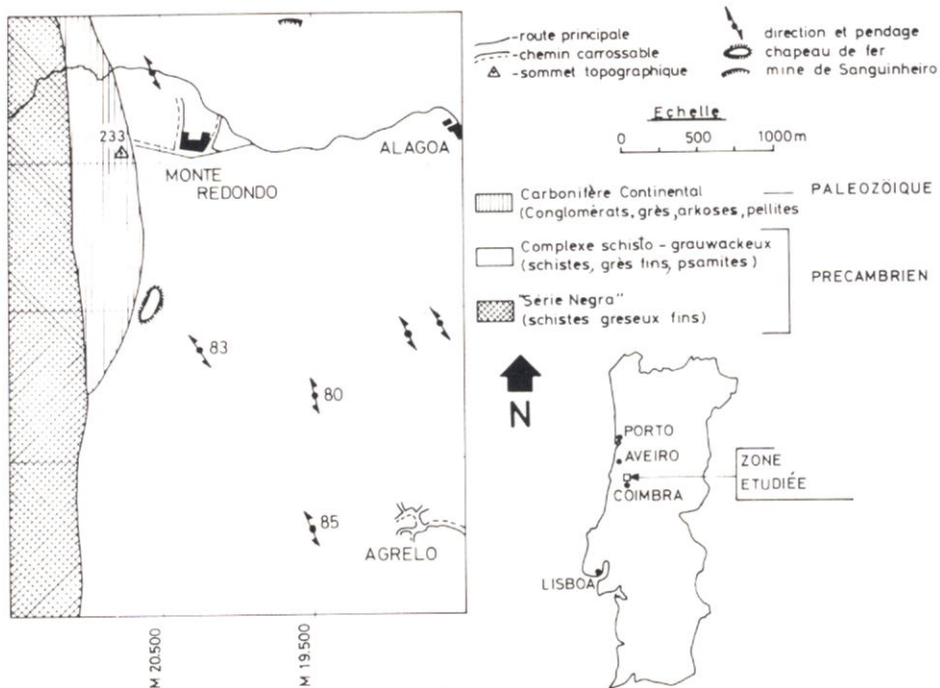 233
MONTE
REDONDO
ALAGOA
83
80
85
AGRELO
M 20.500
M 19.500
-route principale
-chemin carrossable
-sommet topographique
direction et pendage
chapeau de fer
mine de Sanguinheiro
Echelle
0 500 1000m
Carbonifère Continental
(Conglomérats, grès, arkoses, pellites
PALEOZÖIQUE
Complexe schisto - grauwackeux
(schistes, grès fins, psamites)
"Série Negra"
(schistes greseux fins)
PRECAMBRIEN
N
PORTO
AVEIRO
COIMBRA
LISBOA
ZONE
ETUDIÉE